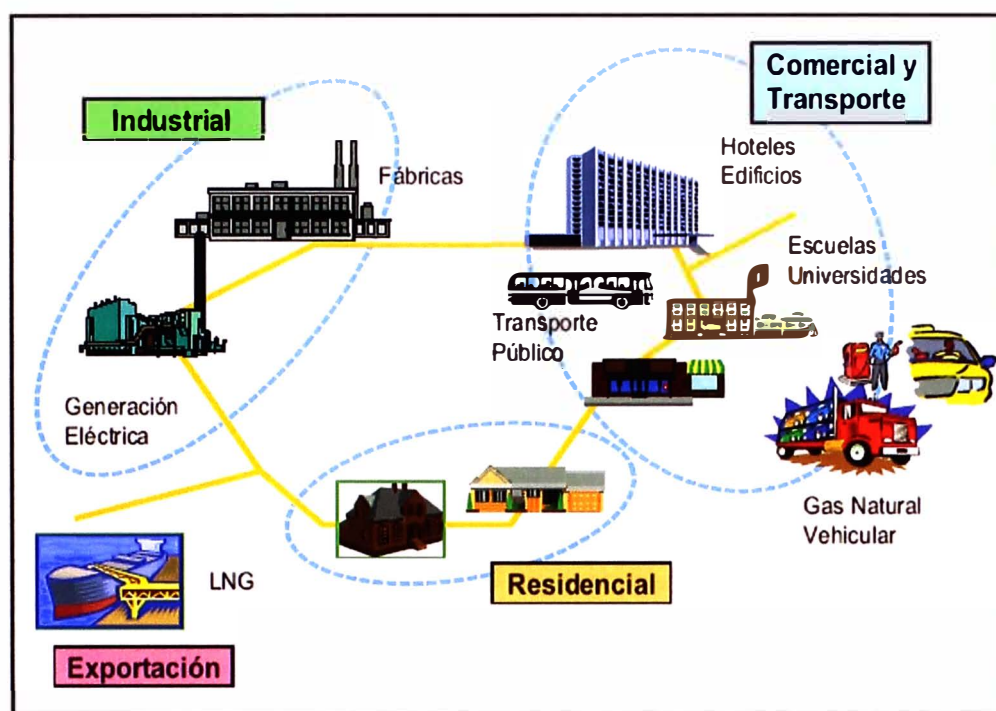 Comercial y
Transporte
Industrial
Hoteles
Edificios
Fábricas
Escuelas
Universidades
Transporte
Público
Generación
Eléctrica
Gas Natural
Vehicular
LNG
Residencial
Exportación